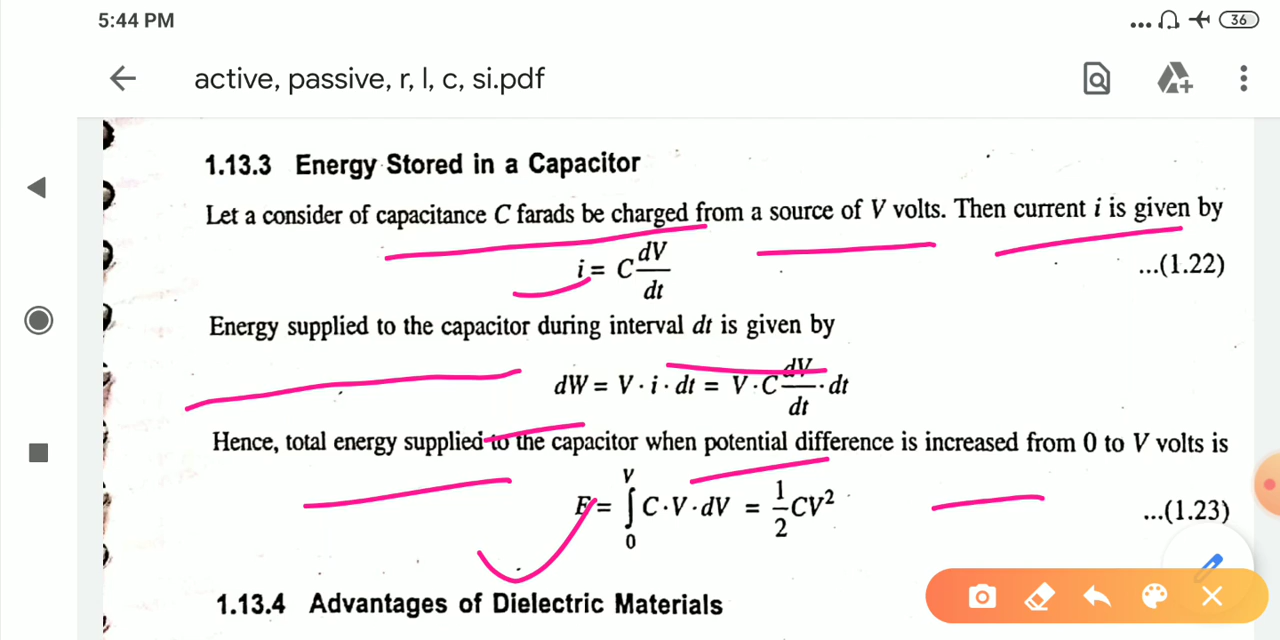 5:44 PM
36
active, passive, r, l, c, si.pdf
1.13.3 Energy Stored in a Capacitor
Let a consider of capacitance C farads be charged from a source of V volts. Then current i is given by
i = C dV/dt ...(1.22)
Energy supplied to the capacitor during interval dt is given by
dW = V · i · dt = V · C dV/dt · dt
Hence, total energy supplied to the capacitor when potential difference is increased from 0 to V volts is
E = ∫₀ⱽ C · V · dV = 1/2 CV² ...(1.23)
1.13.4 Advantages of Dielectric Materials